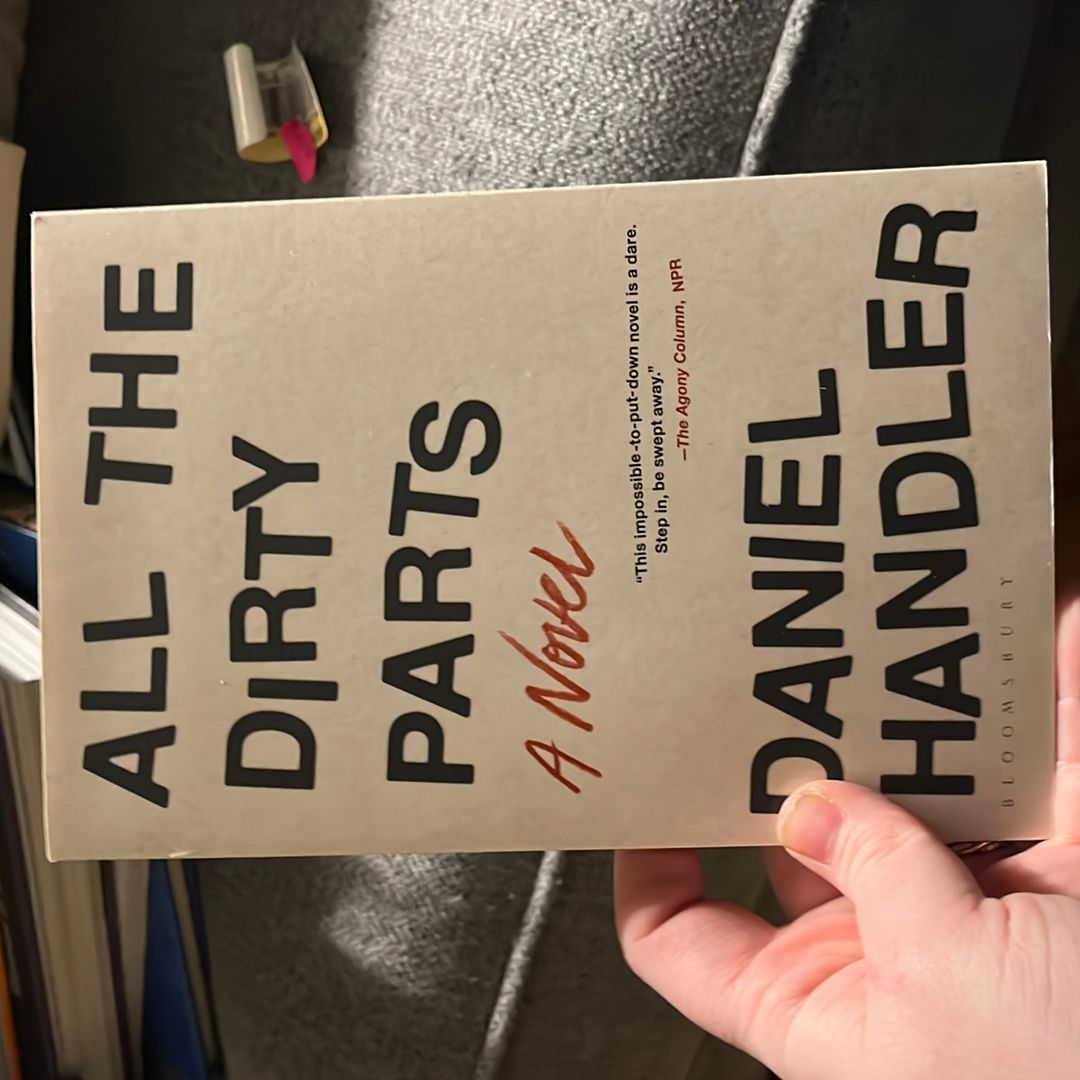 ALL THE
DIRTY
PARTS
A Novel
“This impossible-to-put-down novel is a dare.
Step in, be swept away.”
—The Agony Column, NPR
DANIEL
HANDLER
BLOOMSBURY